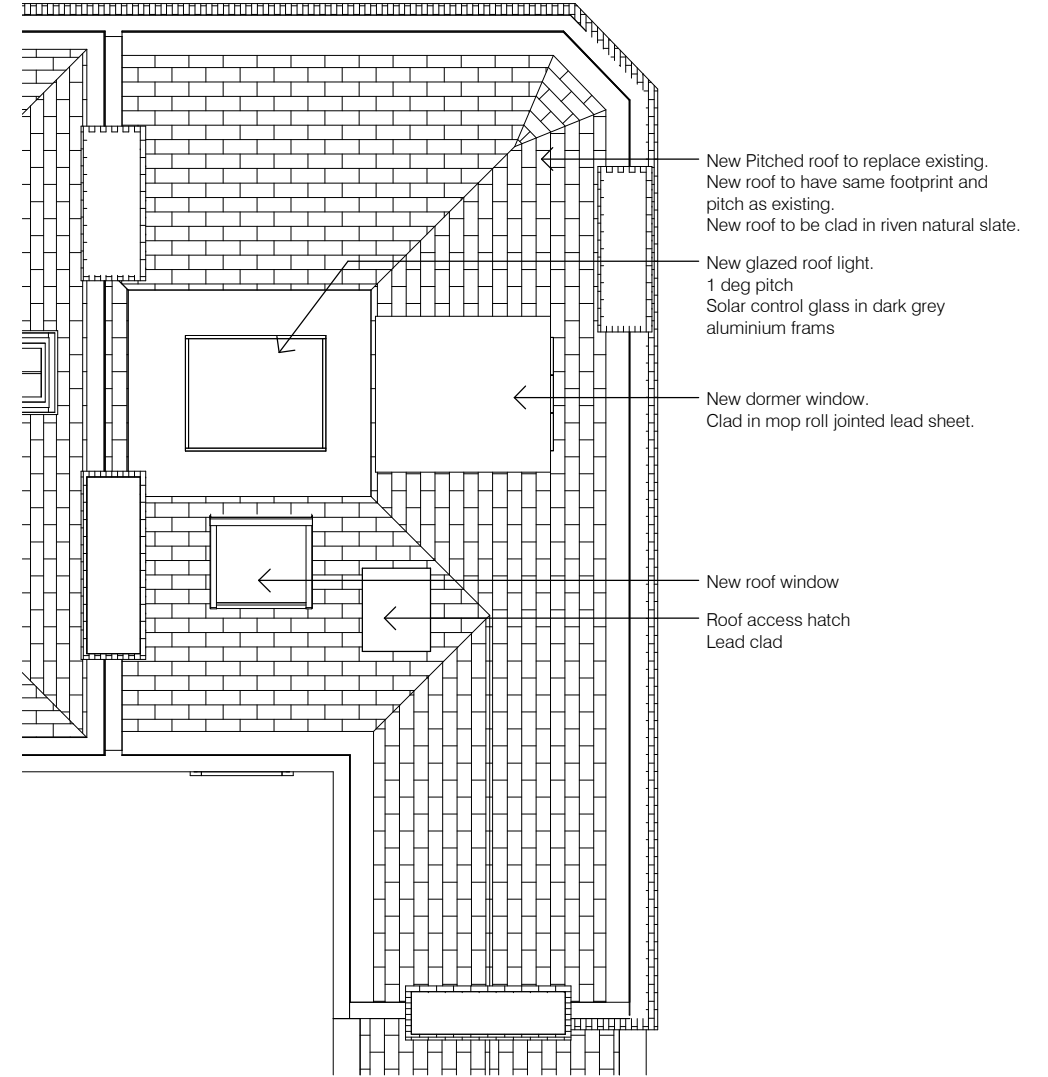 New Pitched roof to replace existing.
New roof to have same footprint and
pitch as existing.
New roof to be clad in riven natural slate.
New glazed roof light.
1 deg pitch
Solar control glass in dark grey
aluminium frams
New dormer window.
Clad in mop roll jointed lead sheet.
New roof window
Roof access hatch
Lead clad